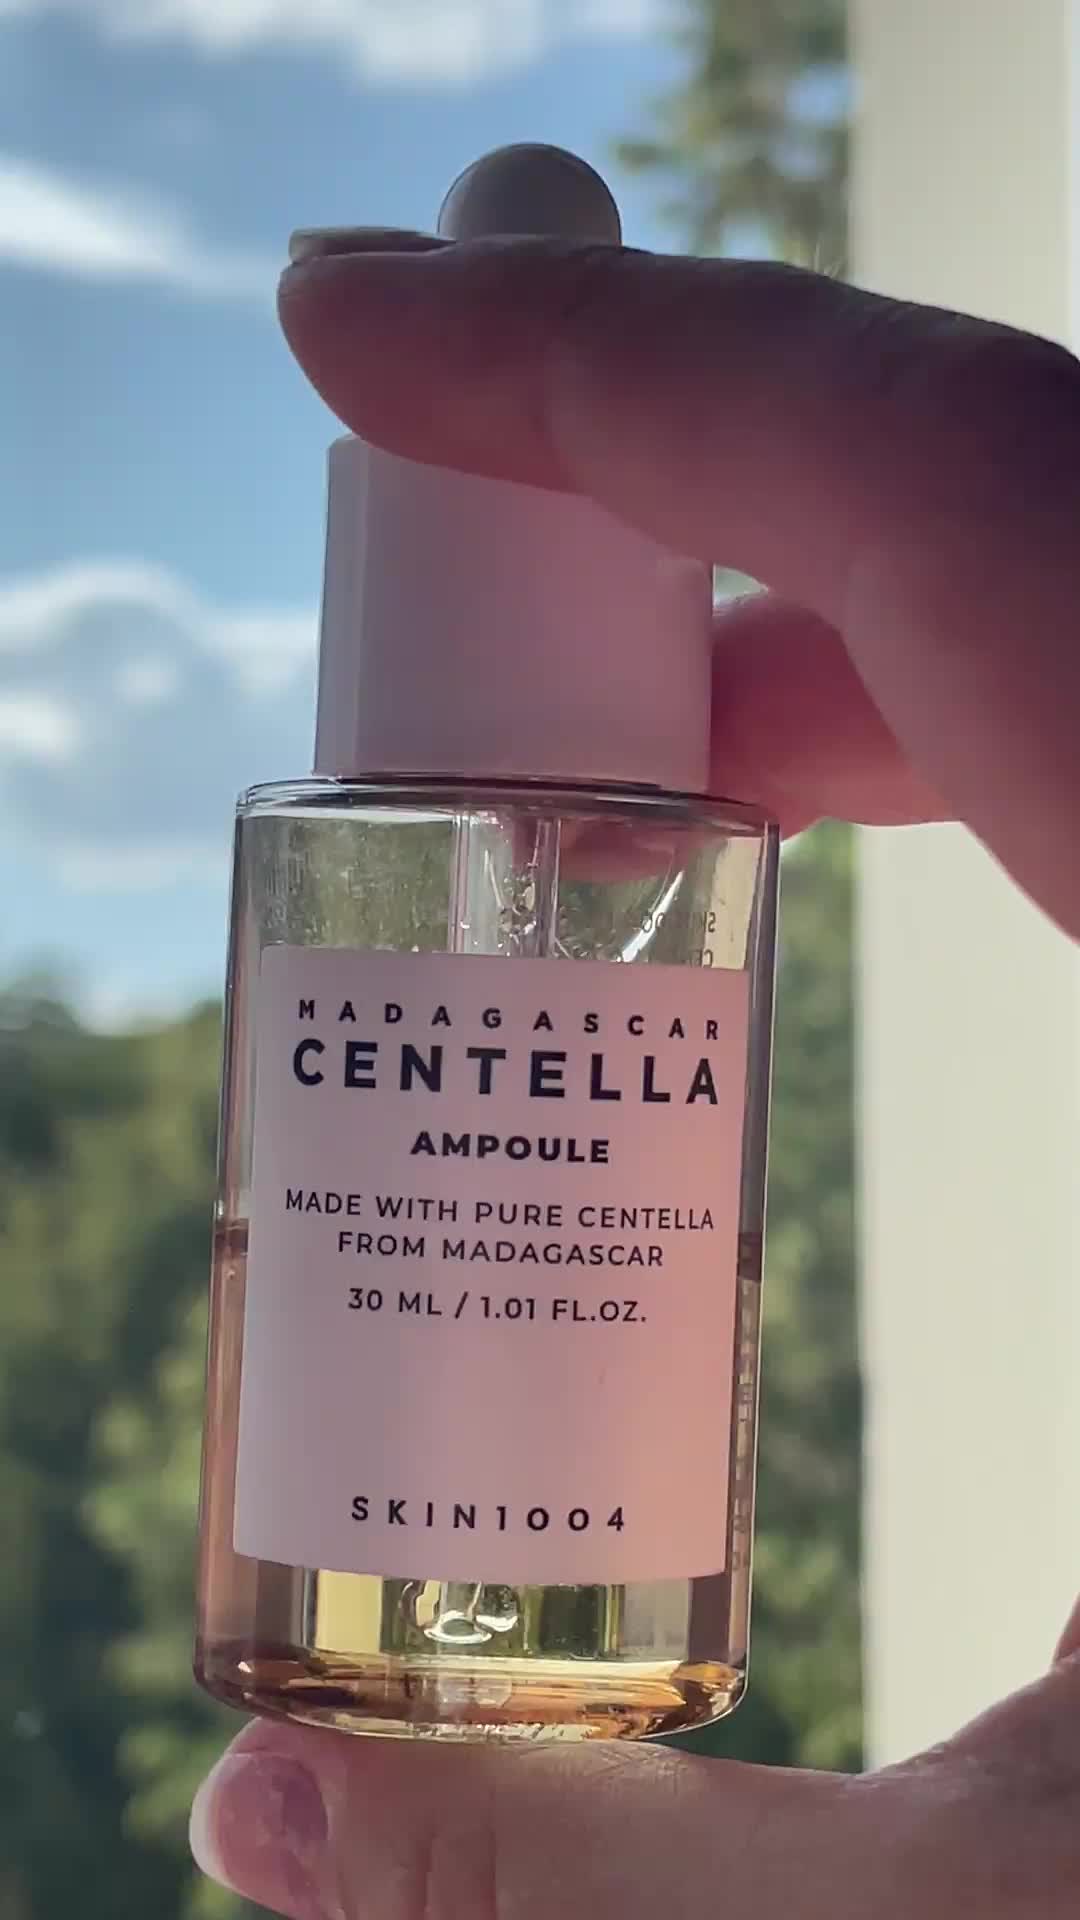 MADAGASCAR
CENTELLA
AMPOULE
MADE WITH PURE CENTELLA
FROM MADAGASCAR
30 ML / 1.01 FL.OZ.
SKIN1004